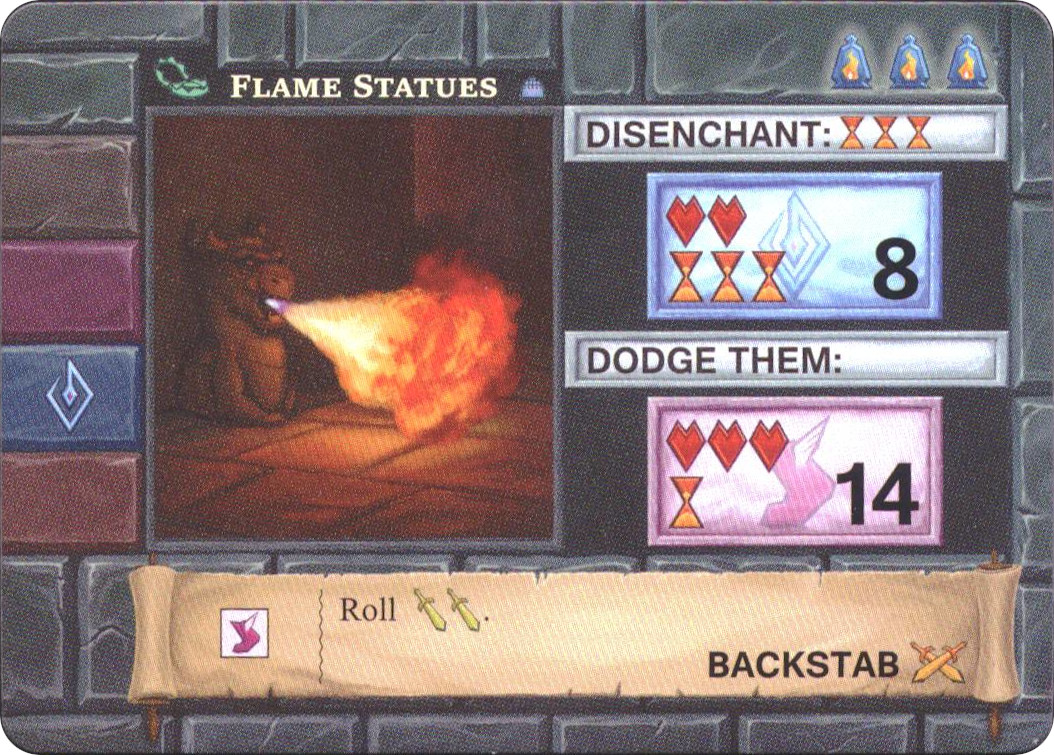 FLAME STATUES
DISENCHANT:
8
DODGE THEM:
14
Roll .
BACKSTAB